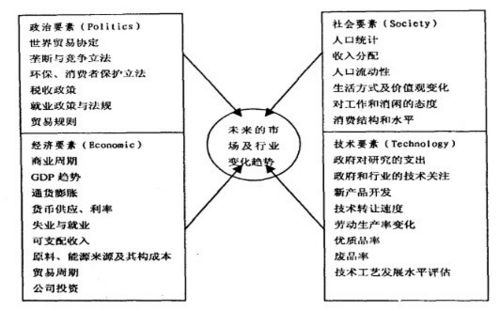 政治要素（Politics）
世界贸易协定
垄断与竞争立法
环保、消费者保护立法
税收政策
就业政策与法规
贸易规则
经济要素（Economic）
商业周期
GDP 趋势
通货膨胀
货币供应、利率
失业与就业
可支配收入
原料、能源来源及其构成本
贸易周期
公司投资
未来的市
场及行业
变化趋势
社会要素（Society）
人口统计
收入分配
人口流动性
生活方式及价值观变化
对工作和消闲的态度
消费结构和水平
技术要素（Technology）
政府对研究的支出
政府和行业的技术关注
新产品开发
技术转让速度
劳动生产率变化
优质品率
废品率
技术工艺发展水平评估